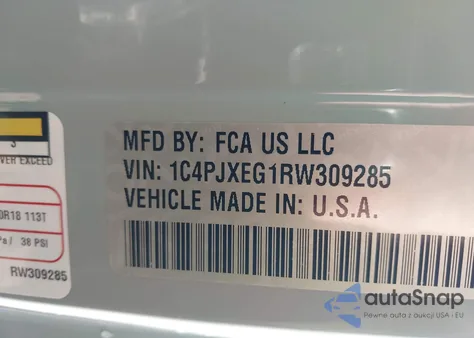 MFD BY: FCA US LLC
VIN: 1C4PJXEG1RW309285
VEHICLE MADE IN: U.S.A.
3
VER EXCEED
0R18 113T
Pa / 38 PSI
RW309285
autoSnap
Pewne auta z aukcji USA i EU